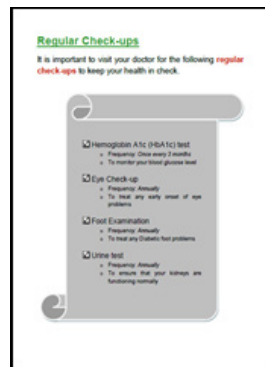 Regular Check-ups
It is important to visit your doctor for the following regular
check-ups to keep your health in check.
Hemoglobin A1c (HbA1c) test
Frequency: Once every 3 months
To monitor your blood glucose level
Eye Check-up
Frequency: Annually
To treat any early onset of eye
problems
Foot Examination
Frequency: Annually
To treat any Diabetic foot problems
Urine test
Frequency: Annually
To ensure that your kidneys are
functioning normally